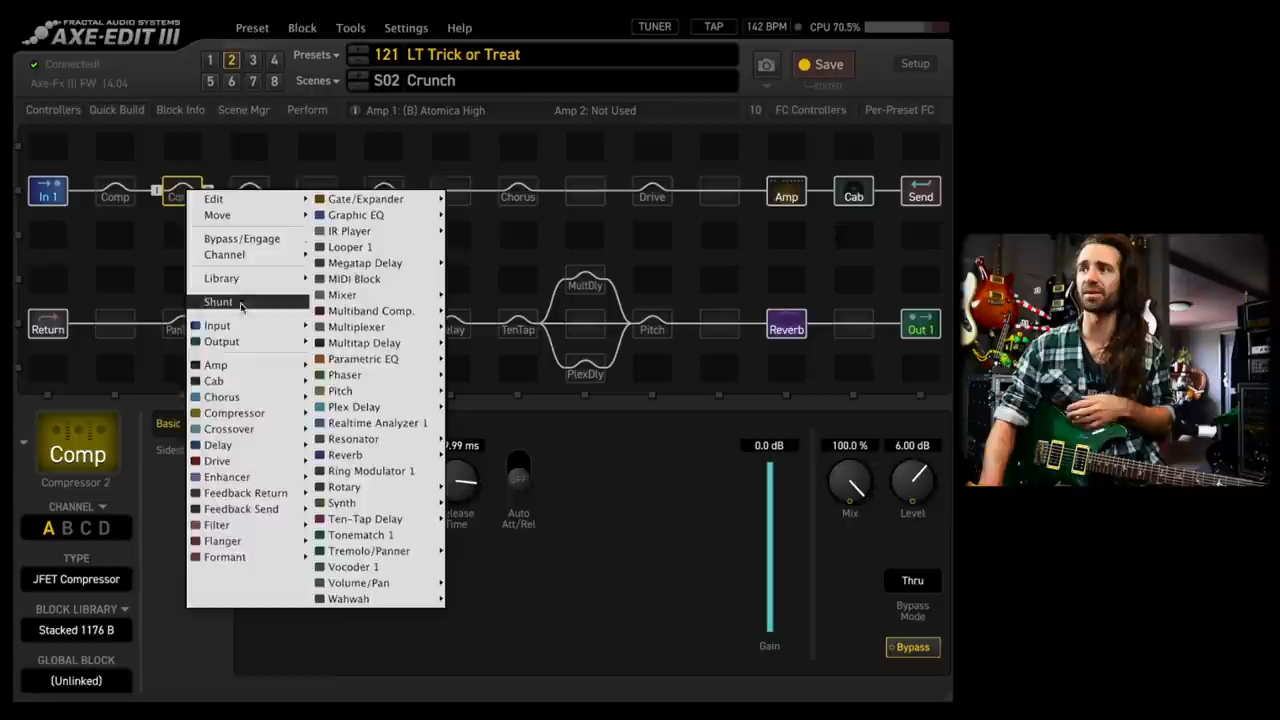 FRACTAL AUDIO SYSTEMS
AXE-EDIT III
Preset Block Tools Settings Help
TUNER TAP 142 BPM CPU 70.5%
Connected!
Axe-Fx III FW 14.04
1 2 3 4
5 6 7 8
Presets
121 LT Trick or Treat
Scenes
S02 Crunch
Save
EDITED
Setup
Controllers Quick Build Block Info Scene Mgr Perform
Amp 1: (B) Atomica High
Amp 2: Not Used
10 FC Controllers Per-Preset FC
In 1 Comp Chorus Drive Amp Cab Send
Edit
Move
Bypass/Engage
Channel
Library
Shunt
Input
Output
Amp
Cab
Chorus
Compressor
Crossover
Delay
Drive
Enhancer
Feedback Return
Feedback Send
Filter
Flanger
Formant
Gate/Expander
Graphic EQ
IR Player
Looper 1
Megatap Delay
MIDI Block
Mixer
Multiband Comp.
Multiplexer
Multitap Delay
Parametric EQ
Phaser
Pitch
Plex Delay
Realtime Analyzer 1
Resonator
Reverb
Ring Modulator 1
Rotary
Synth
Ten-Tap Delay
Tonematch 1
Tremolo/Panner
Vocoder 1
Volume/Pan
Wahwah
MultDly
Return TenTap Pitch Reverb Out 1
PlexDly
Comp
Compressor 2
CHANNEL
A B C D
TYPE
JFET Compressor
BLOCK LIBRARY
Stacked 1176 B
GLOBAL BLOCK
(Unlinked)
Basic
9.99 ms
Time
OFF
Auto
Att/Rel
0.0 dB
Gain
100.0 %
Mix
6.00 dB
Level
Thru
Bypass
Mode
Bypass